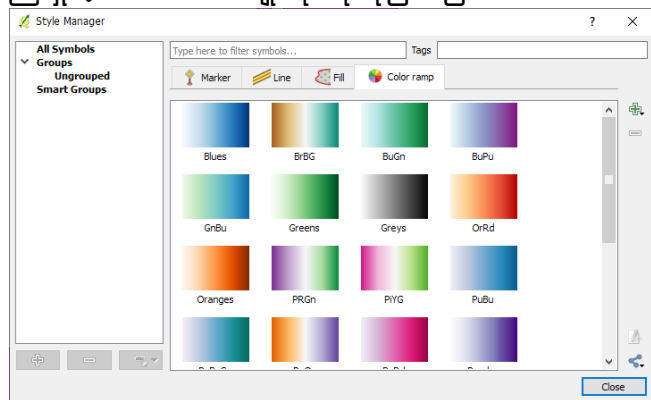 Style Manager
?
All Symbols
Groups
Ungrouped
Smart Groups
Type here to filter symbols...
Tags
Marker
Line
Fill
Color ramp
Blues
BrBG
BuGn
BuPu
GnBu
Greens
Greys
OrRd
Oranges
PRGn
PiYG
PuBu
Close